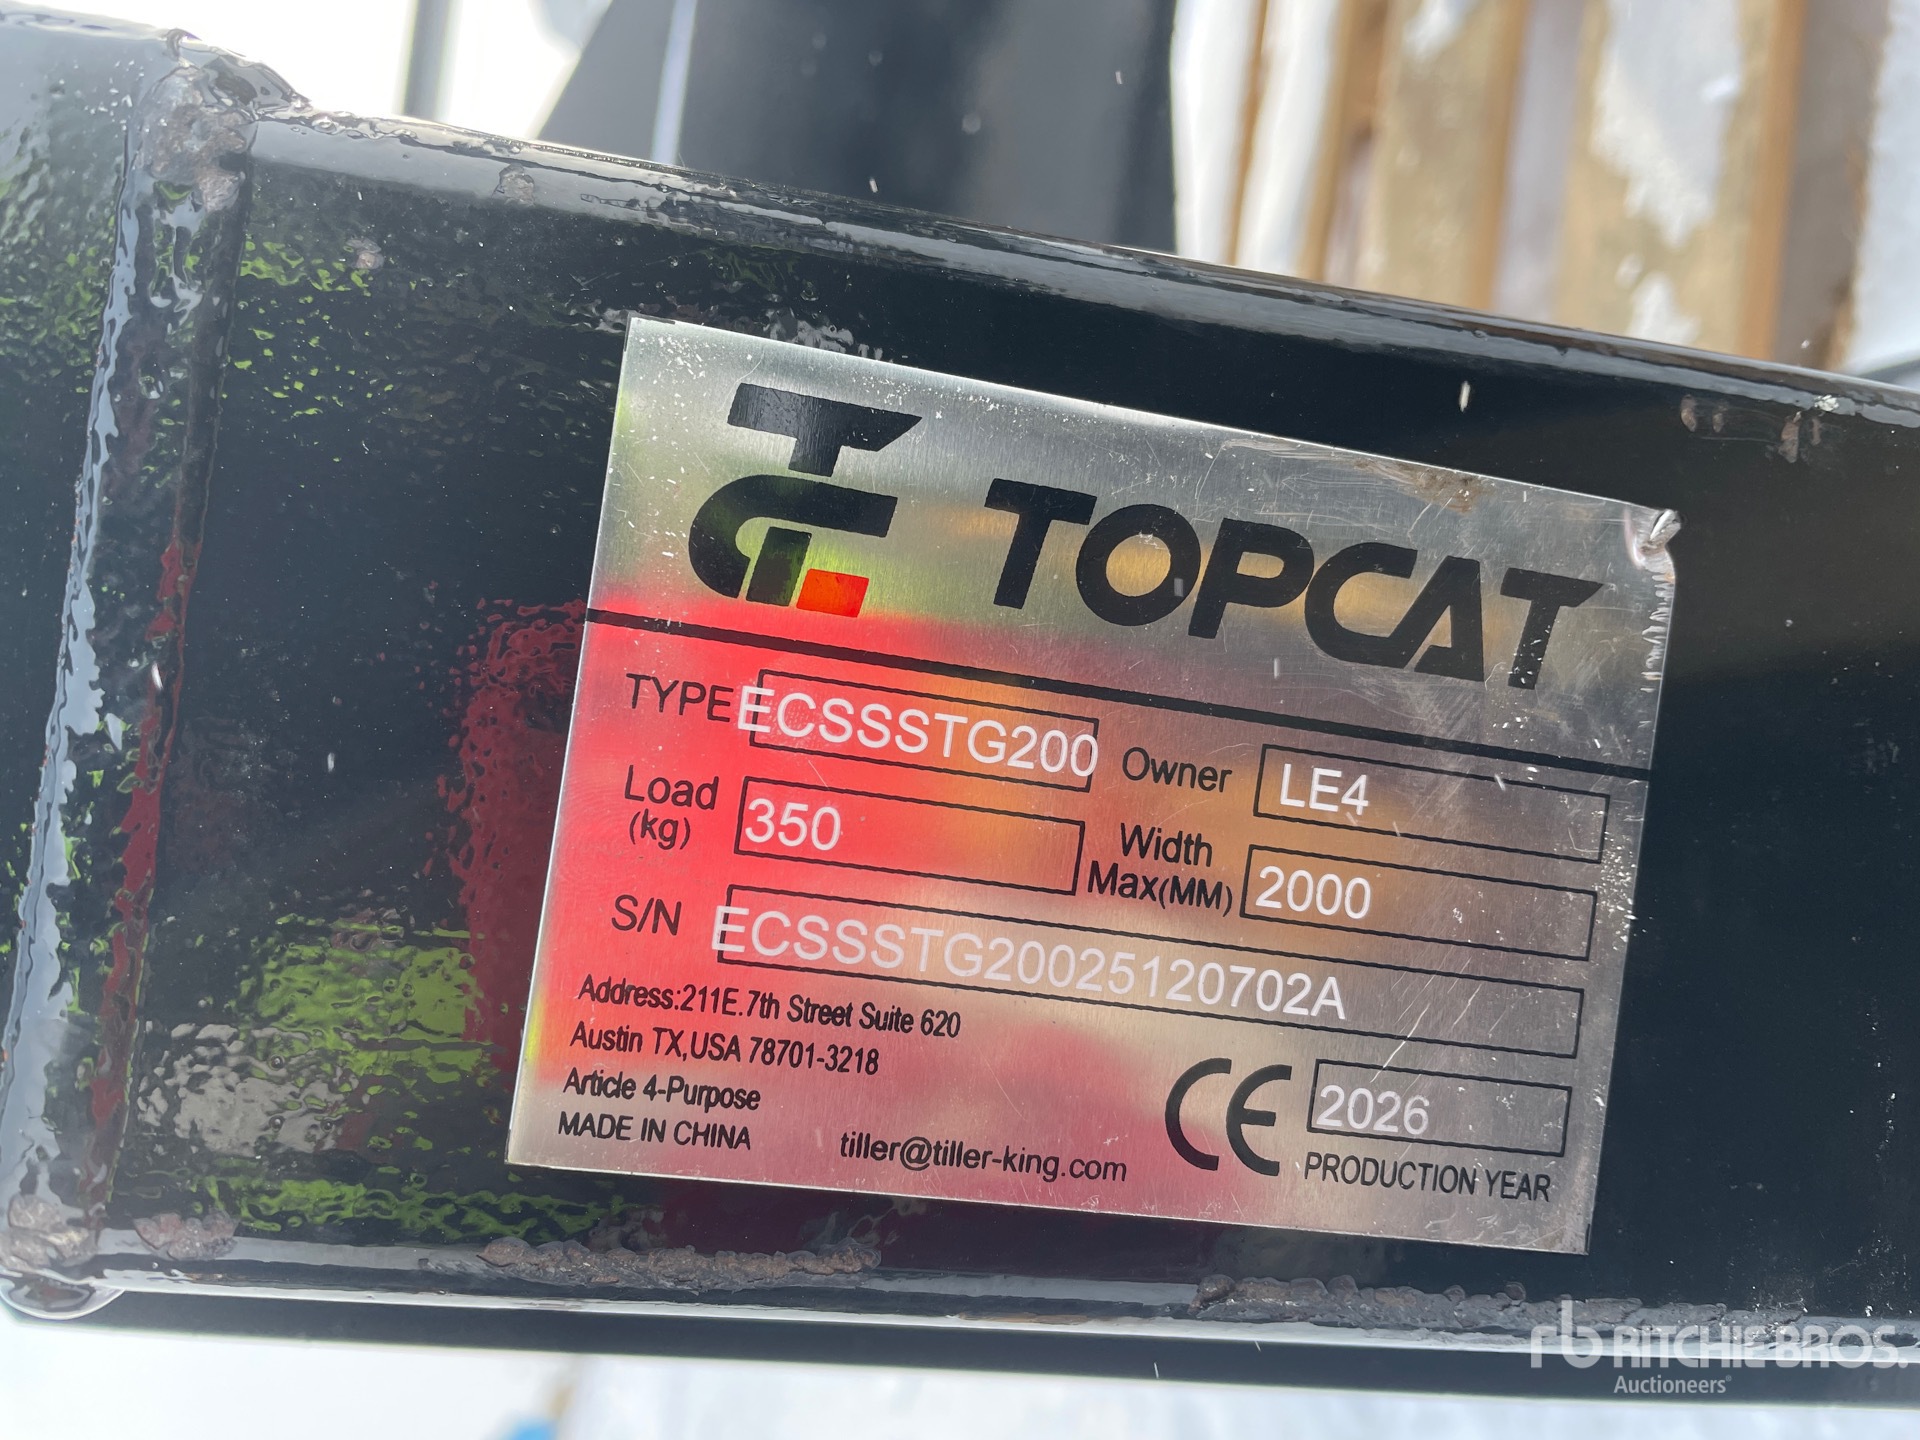 TOPCAT
TYPE ECSSSTG200 Owner LE4
Load (kg) 350 Width Max(MM) 2000
S/N ECSSSTG20025120702A
Address:211E.7th Street Suite 620
Austin TX,USA 78701-3218
Article 4-Purpose
MADE IN CHINA
tiller@tiller-king.com
CE 2026
PRODUCTION YEAR
rb RITCHIE BROS.
Auctioneers